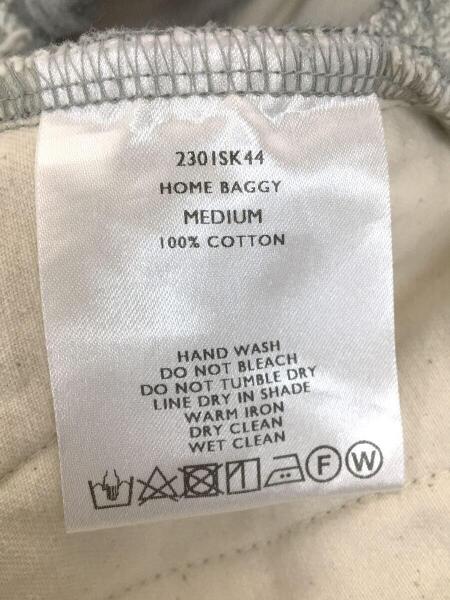 2301SK44
HOME BAGGY
MEDIUM
100% COTTON
HAND WASH
DO NOT BLEACH
DO NOT TUMBLE DRY
LINE DRY IN SHADE
WARM IRON
DRY CLEAN
WET CLEAN
F W